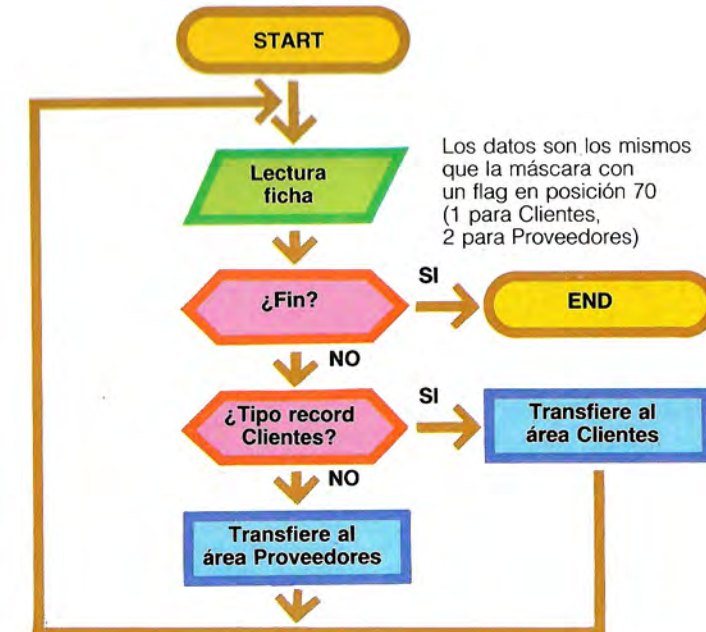 START
Lectura
ficha
Los datos son los mismos
que la máscara con
un flag en posición 70
(1 para Clientes,
2 para Proveedores)
¿Fin?
SI
END
NO
¿Tipo record
Clientes?
SI
Transfiere al
área Clientes
NO
Transfiere al
área Proveedores